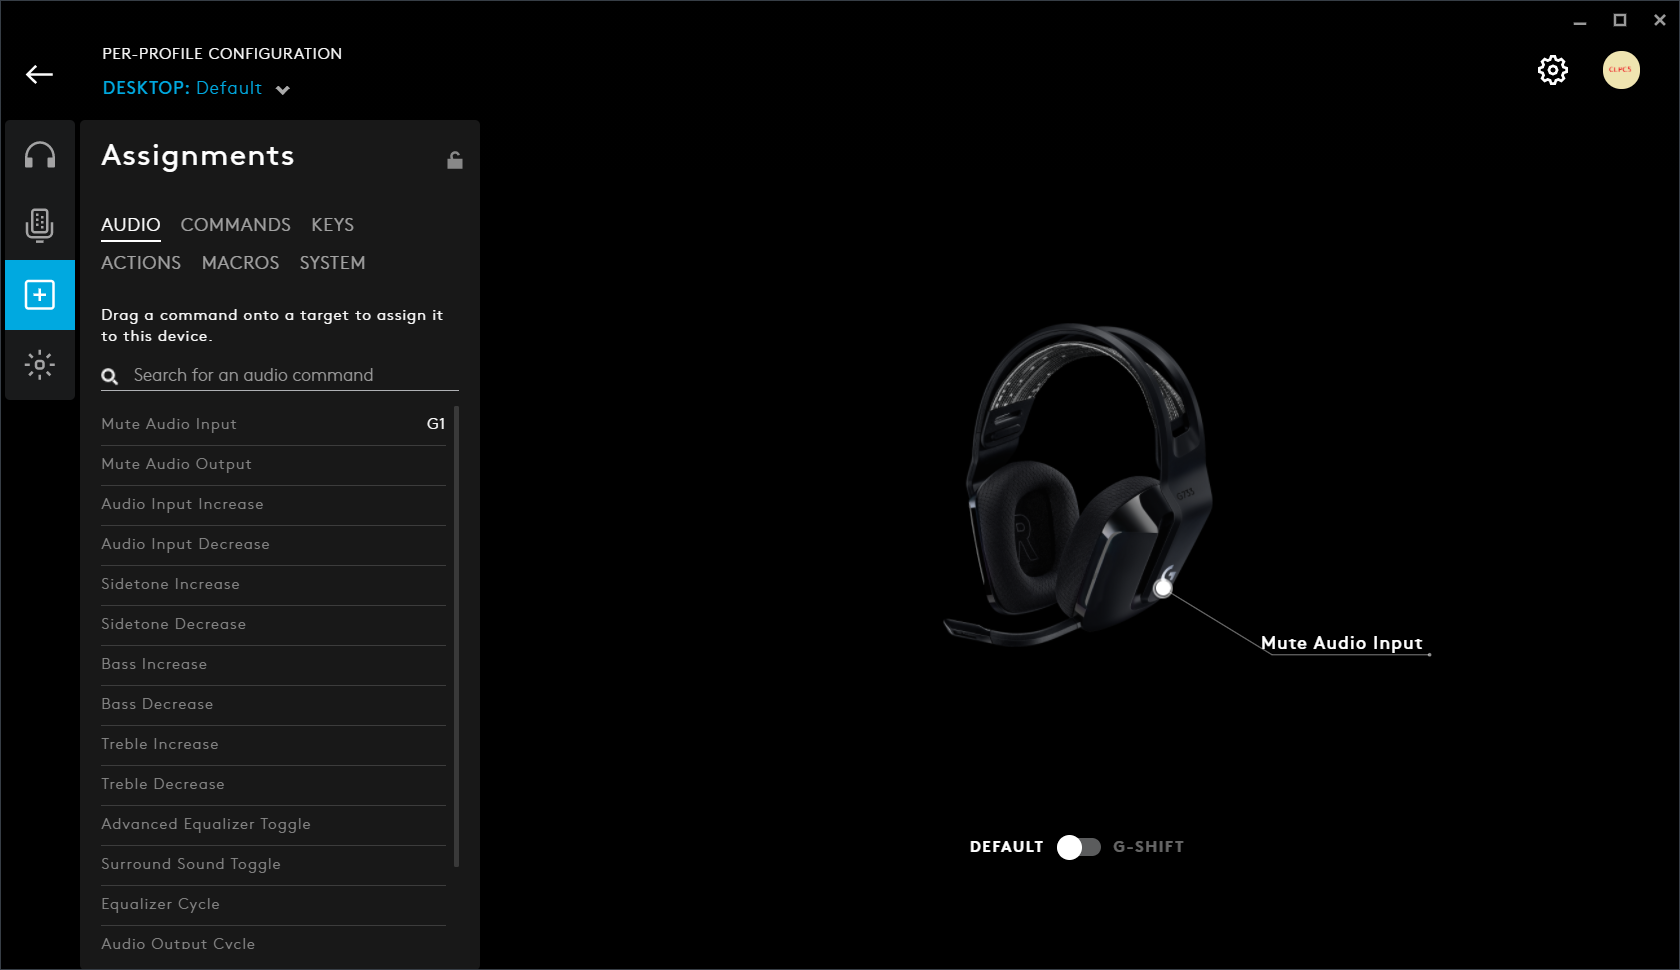 PER-PROFILE CONFIGURATION
DESKTOP: Default
CLPCS
Assignments
AUDIO COMMANDS KEYS
ACTIONS MACROS SYSTEM
Drag a command onto a target to assign it
to this device.
Search for an audio command
Mute Audio Input G1
Mute Audio Output
Audio Input Increase
Audio Input Decrease
Sidetone Increase
Sidetone Decrease
Bass Increase
Bass Decrease
Treble Increase
Treble Decrease
Advanced Equalizer Toggle
Surround Sound Toggle
Equalizer Cycle
Audio Output Cycle
R
G
Mute Audio Input
DEFAULT G-SHIFT